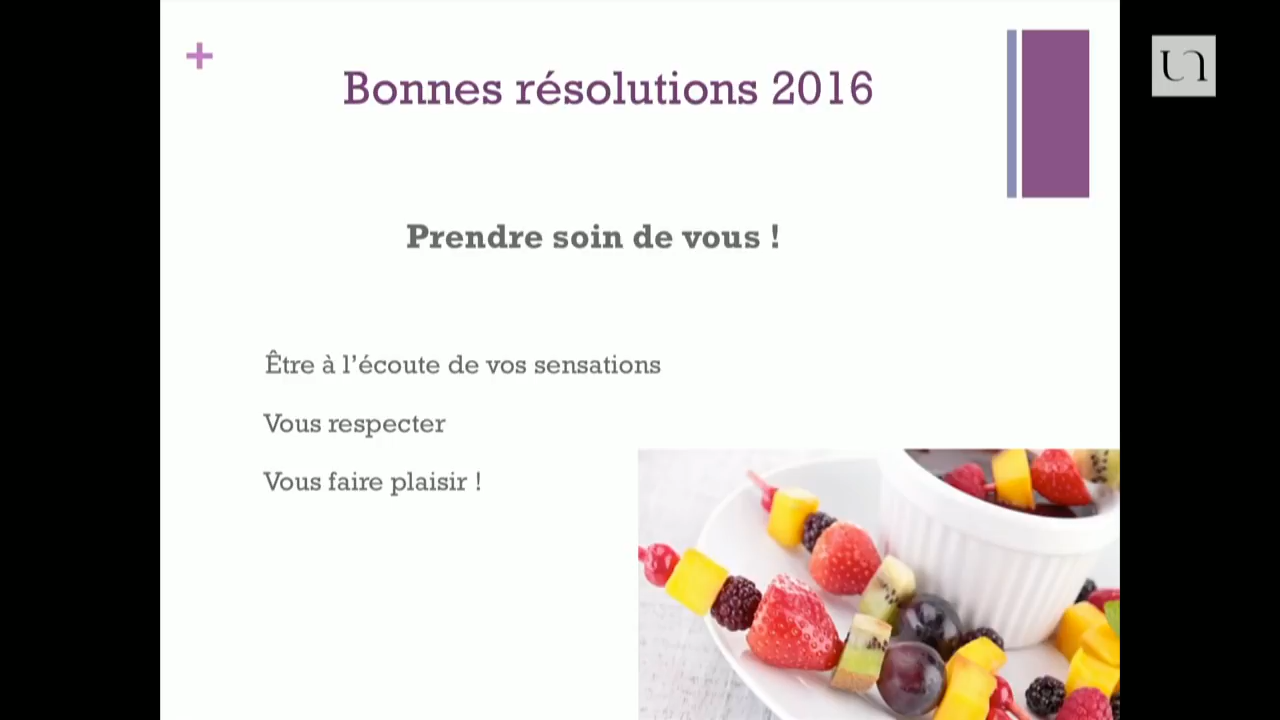 +
Bonnes résolutions 2016
Prendre soin de vous !
Être à l’écoute de vos sensations
Vous respecter
Vous faire plaisir !